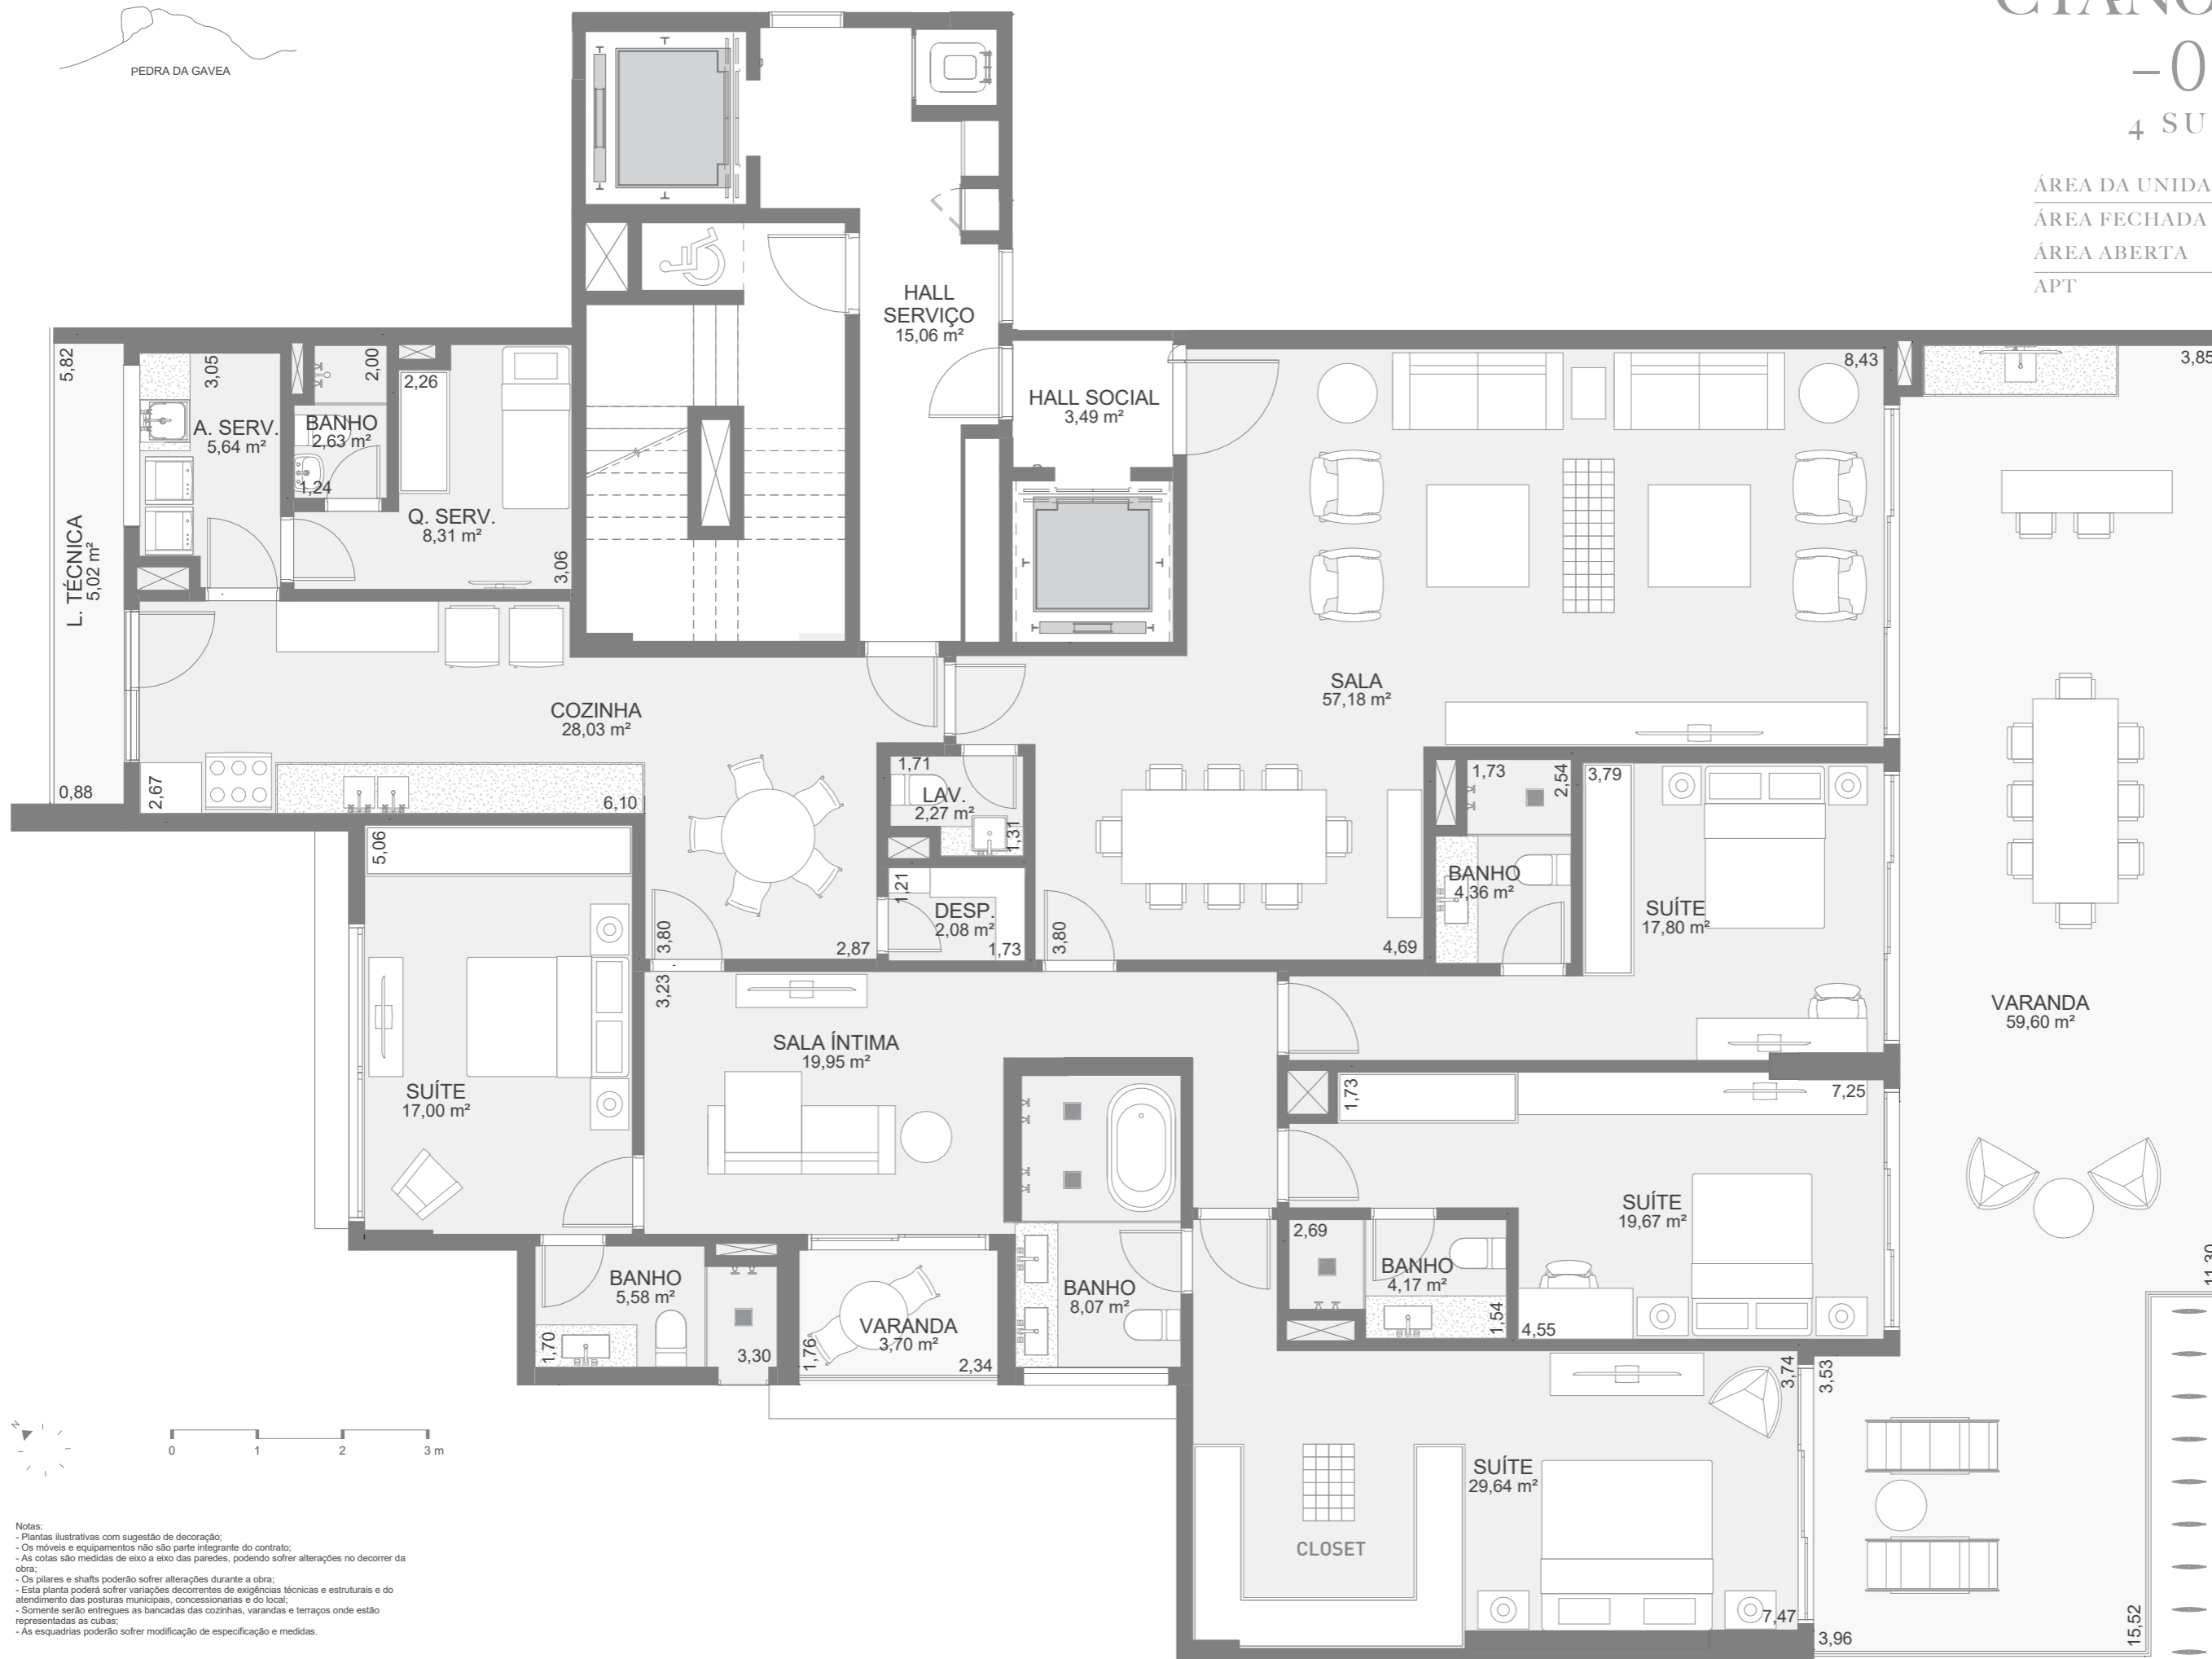 PEDRA DA GAVEA
-0
4 SU
ÁREA DA UNIDA
ÁREA FECHADA
ÁREA ABERTA
APT
HALL
SERVIÇO
15,06 m²
HALL SOCIAL
3,49 m²
5,82
3,05
2,00
2,26
A. SERV.
5,64 m²
BANHO
2,63 m²
1,24
Q. SERV.
8,31 m²
3,06
L. TÉCNICA
5,02 m²
0,88
8,43
3,85
SALA
57,18 m²
COZINHA
28,03 m²
2,67
6,10
1,71
LAV.
2,27 m²
1,31
1,21
DESP.
2,08 m²
1,73
3,80
2,87
3,80
4,69
1,73
2,54
BANHO
4,36 m²
3,79
SUÍTE
17,80 m²
VARANDA
59,60 m²
5,06
SUÍTE
17,00 m²
3,23
SALA ÍNTIMA
19,95 m²
1,73
7,25
SUÍTE
19,67 m²
2,69
BANHO
4,17 m²
1,54
4,55
11,30
BANHO
5,58 m²
1,70
3,30
VARANDA
3,70 m²
1,76
2,34
BANHO
8,07 m²
3,74
3,53
SUÍTE
29,64 m²
CLOSET
7,47
3,96
15,52
N
0 1 2 3 m
Notas:
- Plantas ilustrativas com sugestão de decoração;
- Os móveis e equipamentos não são parte integrante do contrato;
- As cotas são medidas de eixo a eixo das paredes, podendo sofrer alterações no decorrer da
obra;
- Os pilares e shafts poderão sofrer alterações durante a obra;
- Esta planta poderá sofrer variações decorrentes de exigências técnicas e estruturais e do
atendimento das posturas municipais, concessionarias e do local;
- Somente serão entregues as bancadas das cozinhas, varandas e terraços onde estão
representadas as cubas;
- As esquadrias poderão sofrer modificação de especificação e medidas.